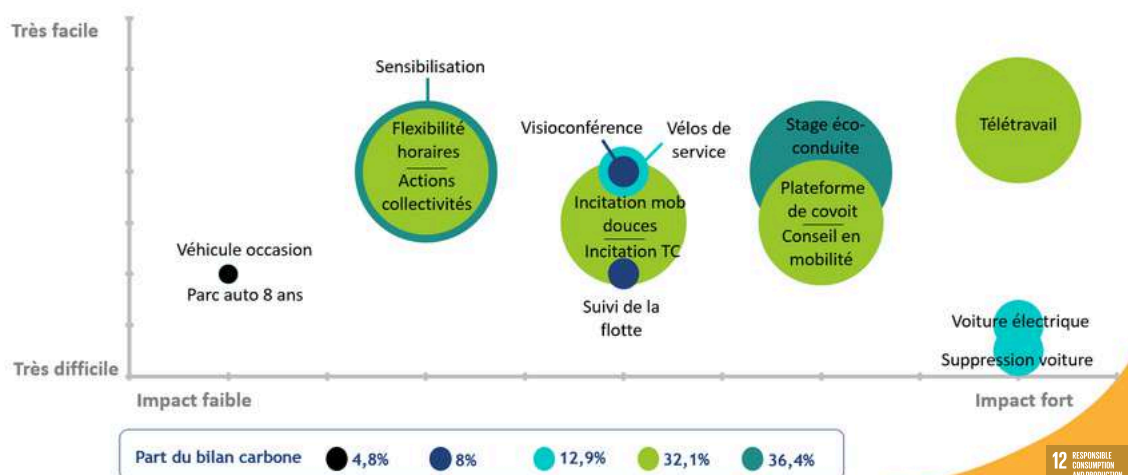 Très facile
Sensibilisation
Flexibilité
horaires
Actions
collectivités
Visioconférence
Vélos de
service
Stage éco-
conduite
Télétravail
Incitation mob
douces
Incitation TC
Plateforme
de covoit
Conseil en
mobilité
Véhicule occasion
Parc auto 8 ans
Suivi de la
flotte
Voiture électrique
Suppression voiture
Très difficile
Impact faible
Impact fort
Part du bilan carbone 4,8% 8% 12,9% 32,1% 36,4%
12 RESPONSIBLE
CONSUMPTION
AND PRODUCTION